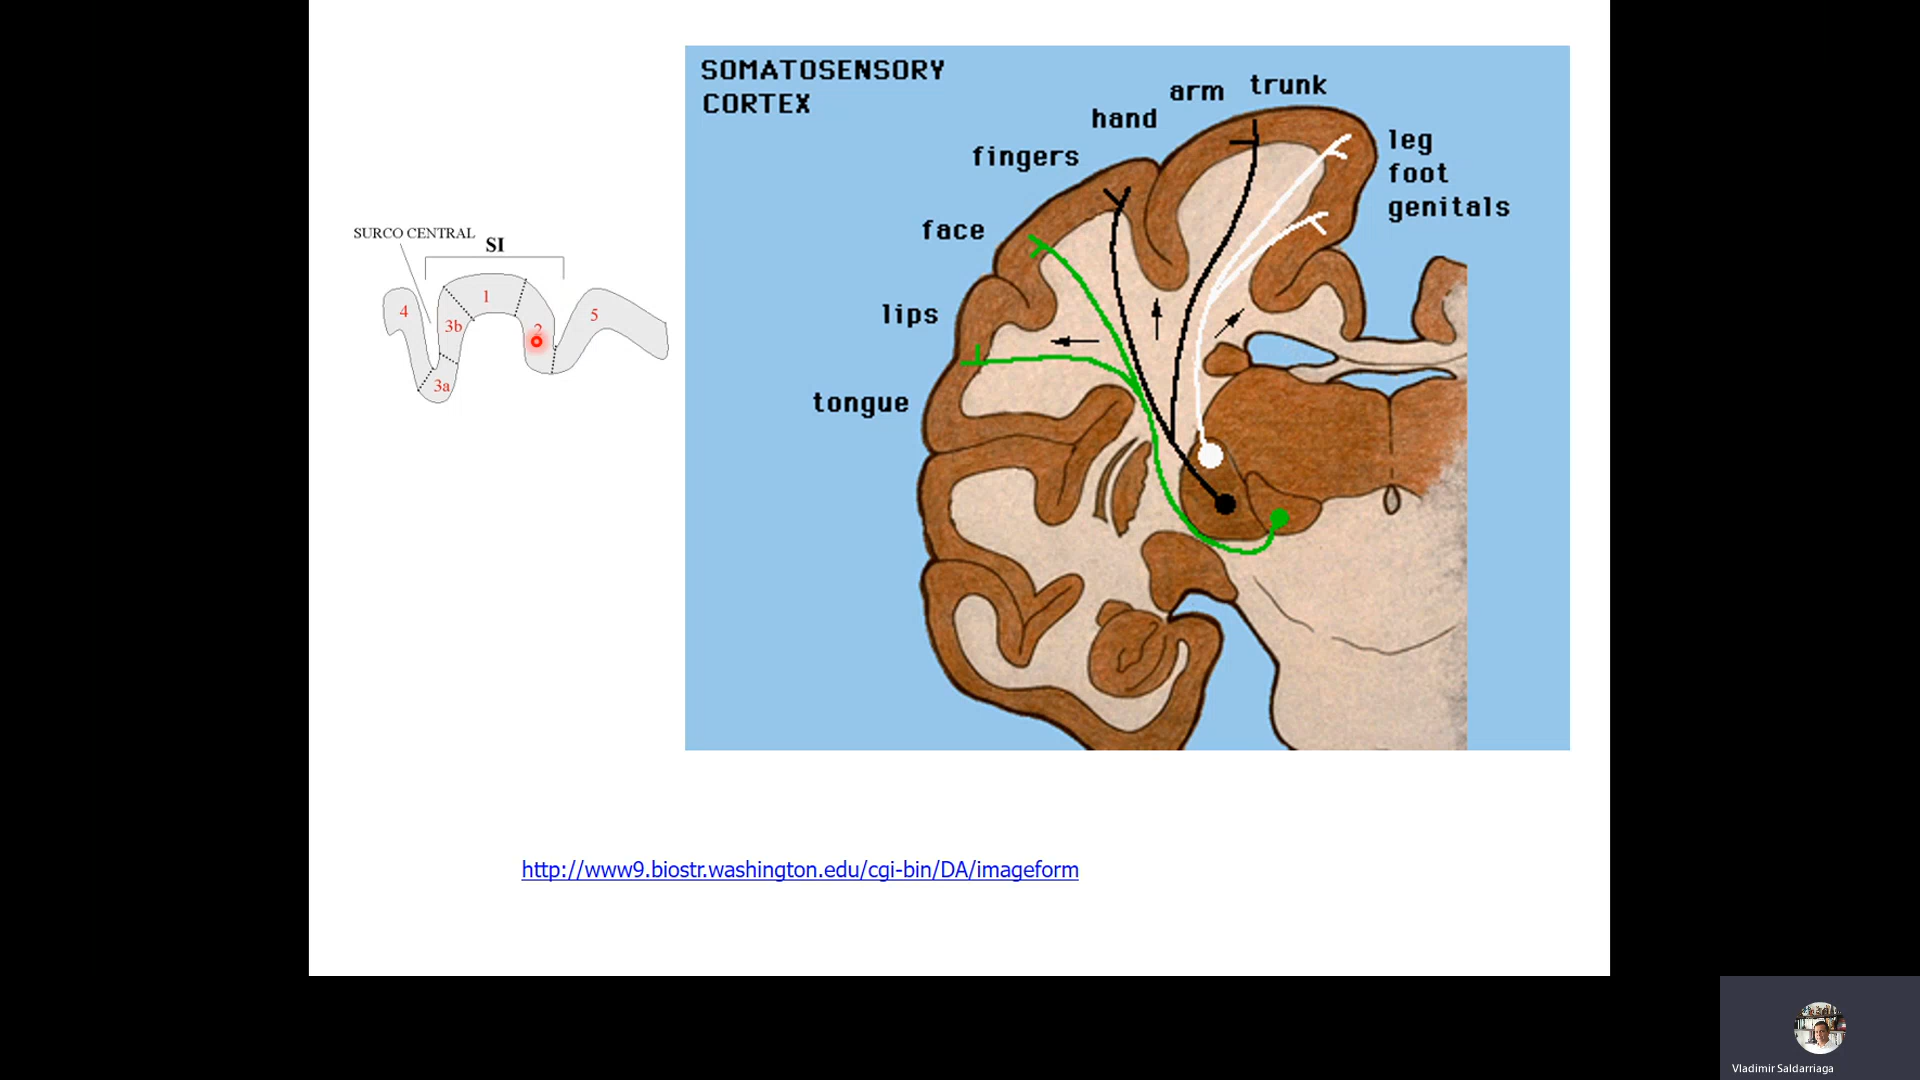 SOMATOSENSORY
CORTEX
trunk
arm
hand
fingers
face
lips
tongue
leg
foot
genitals
SURCO CENTRAL
SI
4
3b
1
2
5
3a
http://www9.biostr.washington.edu/cgi-bin/DA/imageform
Vladimir Saldarriaga